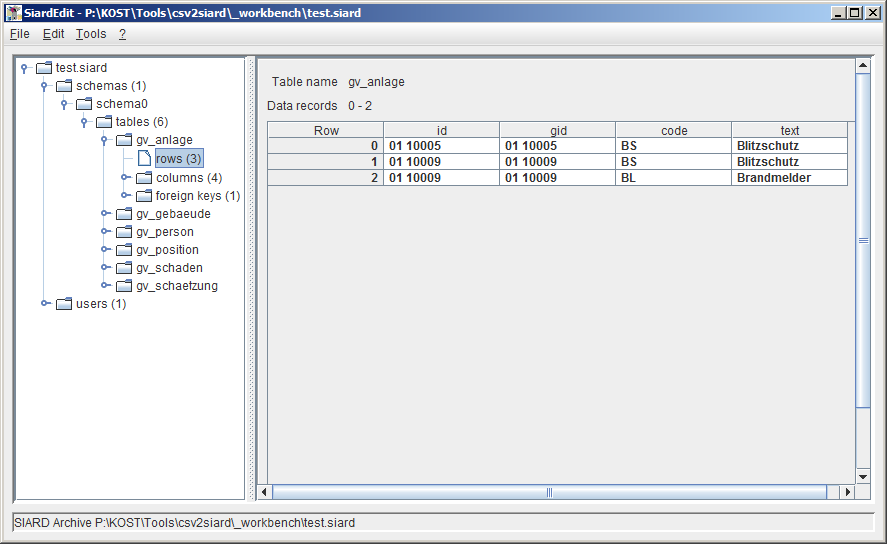 SiardEdit - P:\KOST\Tools\csv2siard\_workbench\test.siard
File Edit Tools ?
test.siard
schemas (1)
schema0
tables (6)
gv_anlage
rows (3)
columns (4)
foreign keys (1)
gv_gebaeude
gv_person
gv_position
gv_schaden
gv_schaetzung
users (1)
Table name gv_anlage
Data records 0 - 2
Row id gid code text
0 01 10005 01 10005 BS Blitzschutz
1 01 10009 01 10009 BS Blitzschutz
2 01 10009 01 10009 BL Brandmelder
SIARD Archive P:\KOST\Tools\csv2siard\_workbench\test.siard